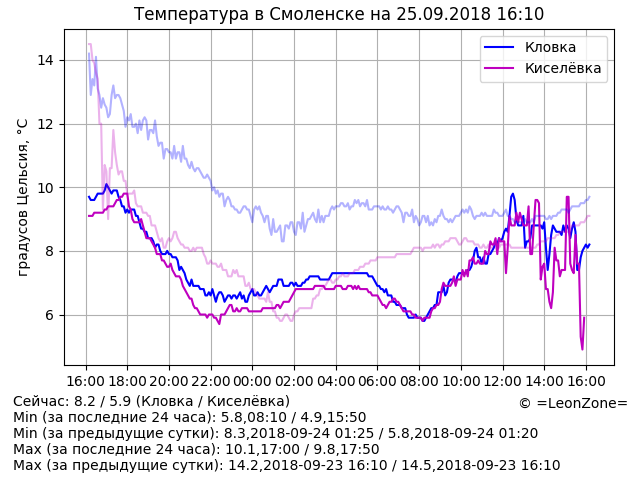 Температура в Смоленске на 25.09.2018 16:10
Кловка
Киселёвка
градусов Цельсия, °C
14
12
10
8
6
16:00 18:00 20:00 22:00 00:00 02:00 04:00 06:00 08:00 10:00 12:00 14:00 16:00
Сейчас: 8.2 / 5.9 (Кловка / Киселёвка)
© =LeonZone=
Min (за последние 24 часа): 5.8,08:10 / 4.9,15:50
Min (за предыдущие сутки): 8.3,2018-09-24 01:25 / 5.8,2018-09-24 01:20
Max (за последние 24 часа): 10.1,17:00 / 9.8,17:50
Max (за предыдущие сутки): 14.2,2018-09-23 16:10 / 14.5,2018-09-23 16:10